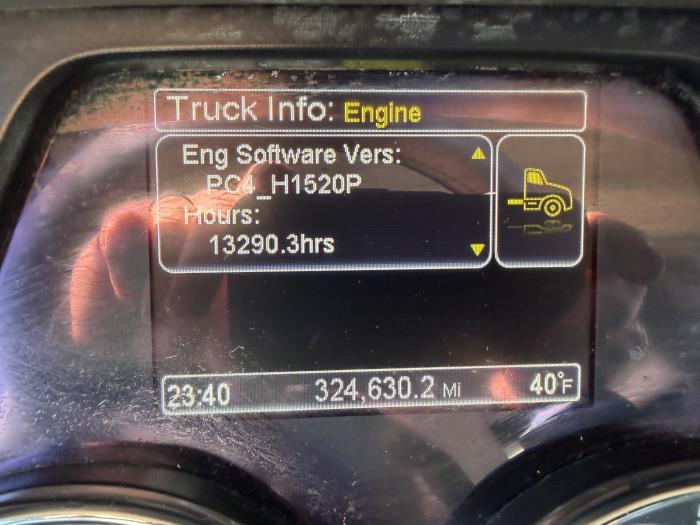 Truck Info: Engine
Eng Software Vers:
PC4_H1520P
Hours:
13290.3hrs
23:40 324,630.2 Mi 40°F